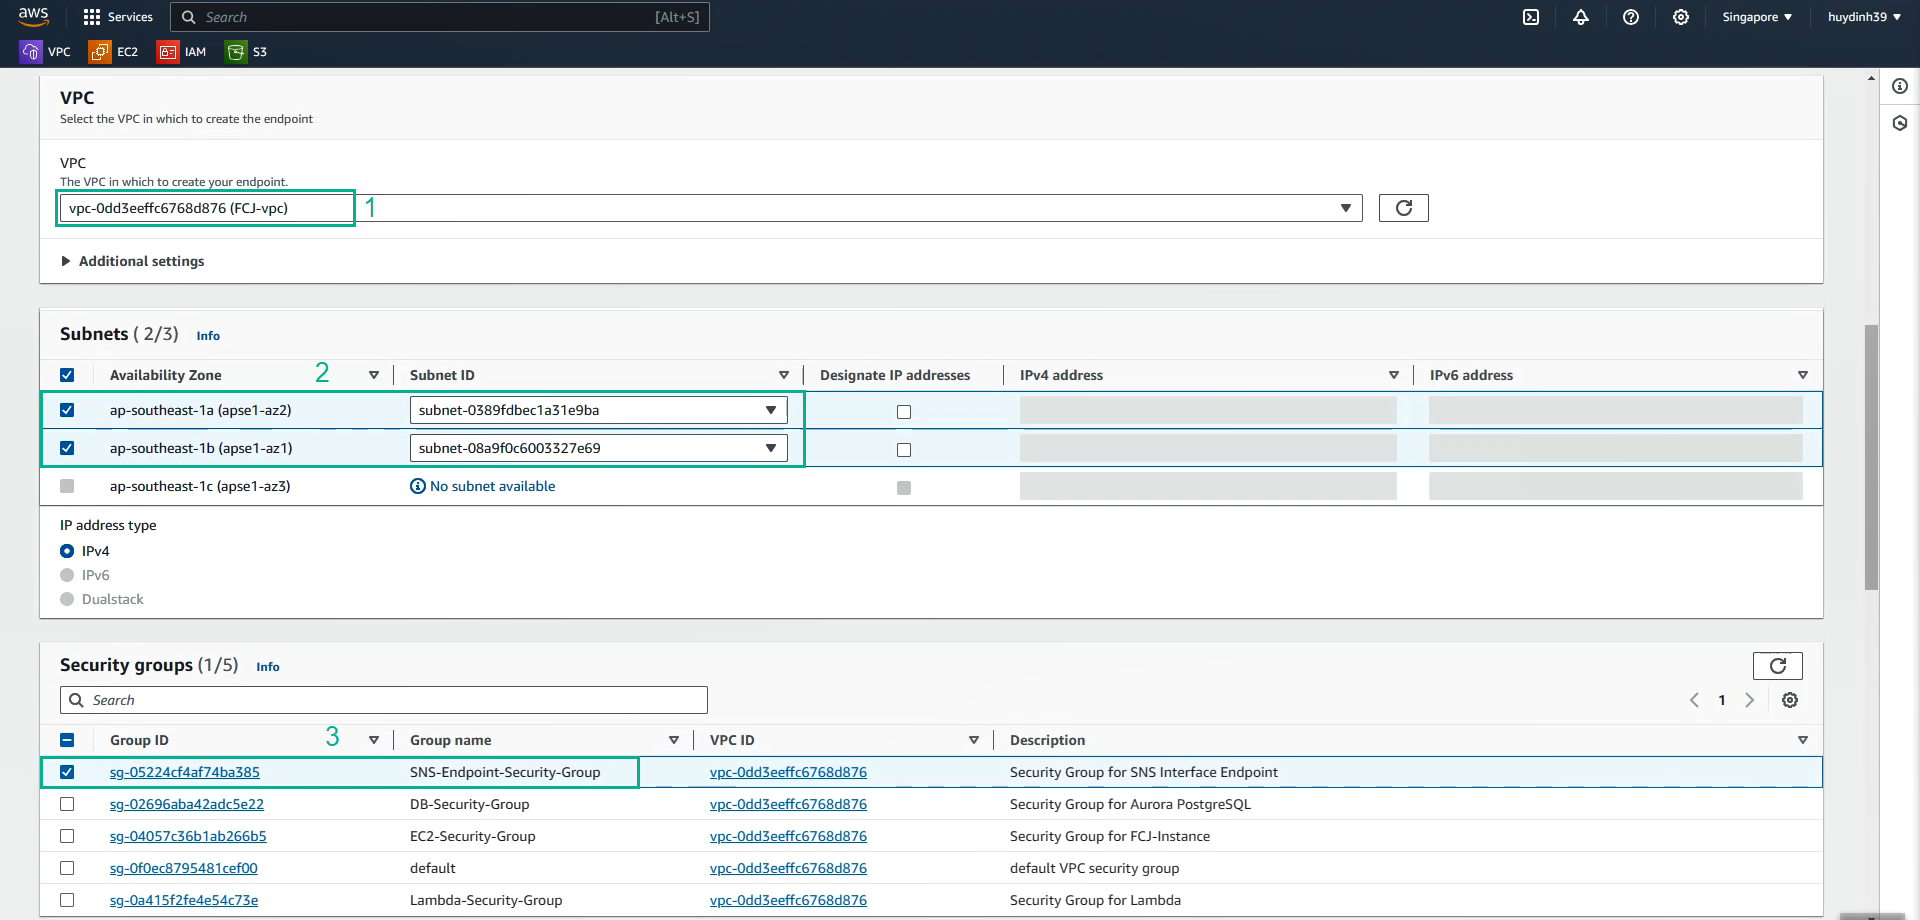 aws Services Search [Alt+S] Singapore huydinh39
VPC EC2 IAM S3
VPC
Select the VPC in which to create the endpoint
VPC
The VPC in which to create your endpoint.
vpc-0dd3eeffc6768d876 (FCJ-vpc) 1
Additional settings
Subnets ( 2/3) Info
Availability Zone 2 Subnet ID Designate IP addresses IPv4 address IPv6 address
ap-southeast-1a (apse1-az2) subnet-0389fdbec1a31e9ba
ap-southeast-1b (apse1-az1) subnet-08a9f0c6003327e69
ap-southeast-1c (apse1-az3) No subnet available
IP address type
IPv4
IPv6
Dualstack
Security groups (1/5) Info
Search
1
Group ID 3 Group name VPC ID Description
sg-05224cf4af74ba385 SNS-Endpoint-Security-Group vpc-0dd3eeffc6768d876 Security Group for SNS Interface Endpoint
sg-02696aba42adc5e22 DB-Security-Group vpc-0dd3eeffc6768d876 Security Group for Aurora PostgreSQL
sg-04057c36b1ab266b5 EC2-Security-Group vpc-0dd3eeffc6768d876 Security Group for FCJ-Instance
sg-0f0ec8795481cef00 default vpc-0dd3eeffc6768d876 default VPC security group
sg-0a415f2fe4e54c73e Lambda-Security-Group vpc-0dd3eeffc6768d876 Security Group for Lambda